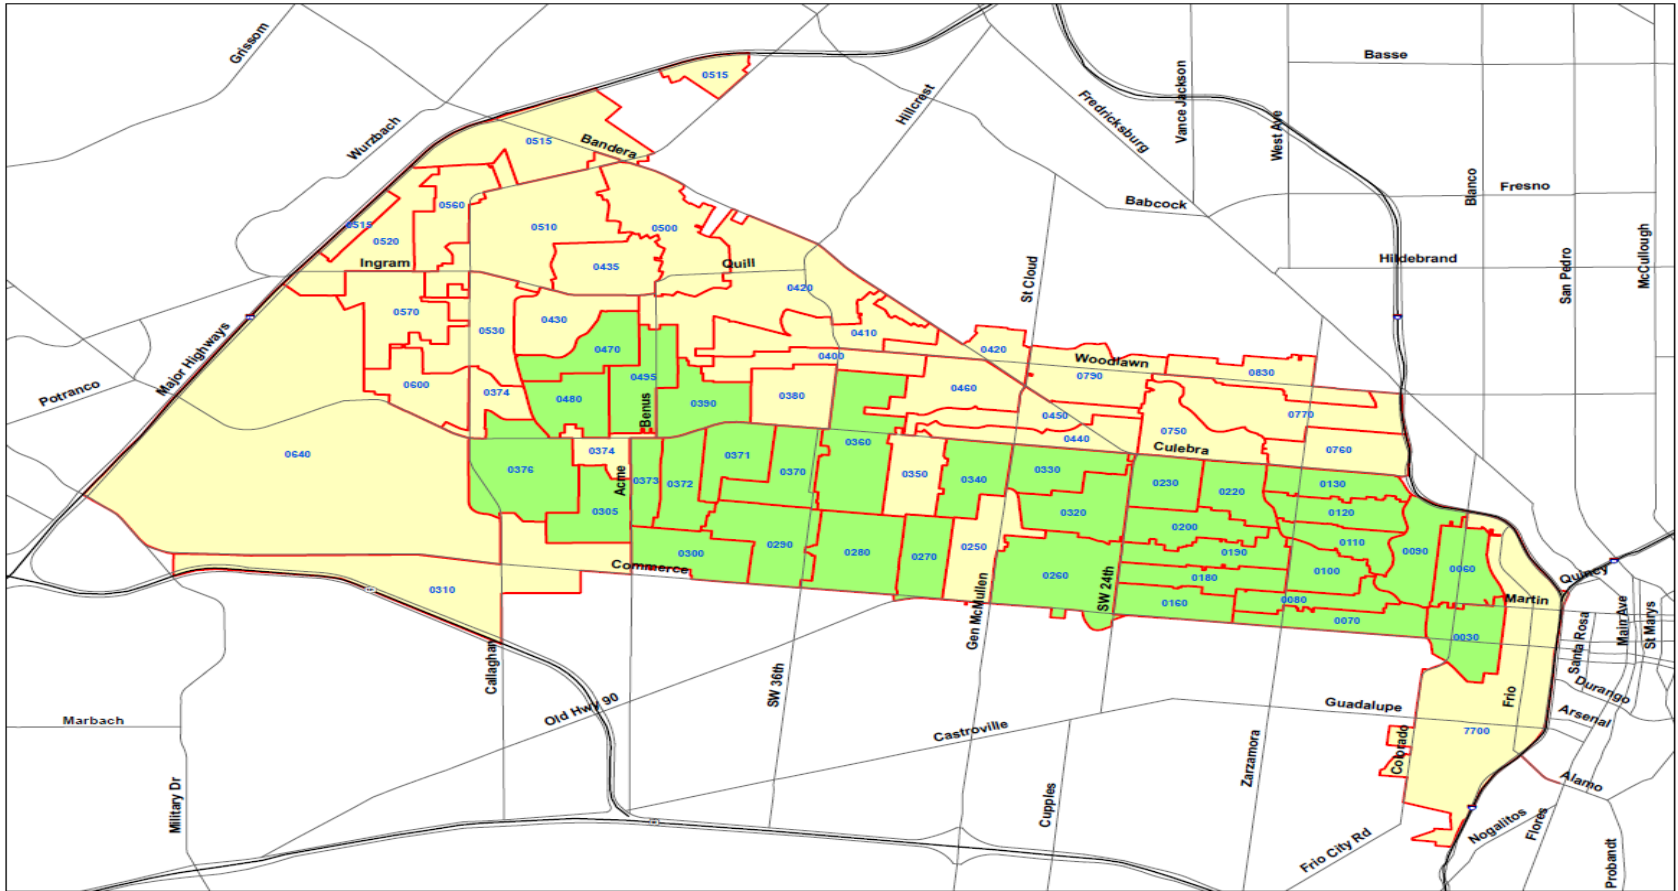 Grissom
Basse
0515
Vance Jackson
Hillcrest
Fredricksburg
West Ave
Wurzbach
0515
Bandera
Blanco
Fresno
0560
Babcock
0515
0510
0500
0520
McCullough
San Pedro
Ingram
0435
Quill
Hildebrand
St Cloud
0420
0570
0430
0530
0410
Major Highways
0470
0420
0400
Woodlawn
0495
0790
0830
Potranco
0600
0374
0480
0390
0380
0460
Benus
0450
0770
0750
0440
Culebra
0360
0760
0640
0374
0371
0376
0370
0350
0330
Acme
0373
0372
0340
0230
0220
0130
0305
0320
0120
0200
0110
0290
0250
0300
0280
0270
0190
0090
Commerce
0260
0180
0100
0060
Quincy
SW 24th
0310
0160
0080
Martin
Gen McMullen
0070
Main Ave
St Marys
Santa Rosa
0030
Callaghan
SW 36th
Old Hwy 90
Guadalupe
Frio
Durango
Arsenal
Marbach
Castroville
7700
Colorado
Zarzamora
Alamo
Military Dr
Cupples
Nogalitos
Flores
Frio City Rd
Probandt